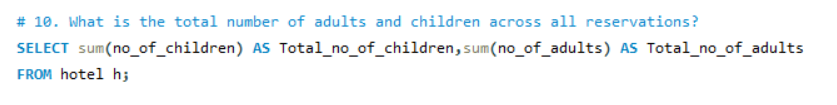 # 10. What is the total number of adults and children across all reservations?
SELECT sum(no_of_children) AS Total_no_of_children,sum(no_of_adults) AS Total_no_of_adults
FROM hotel h;